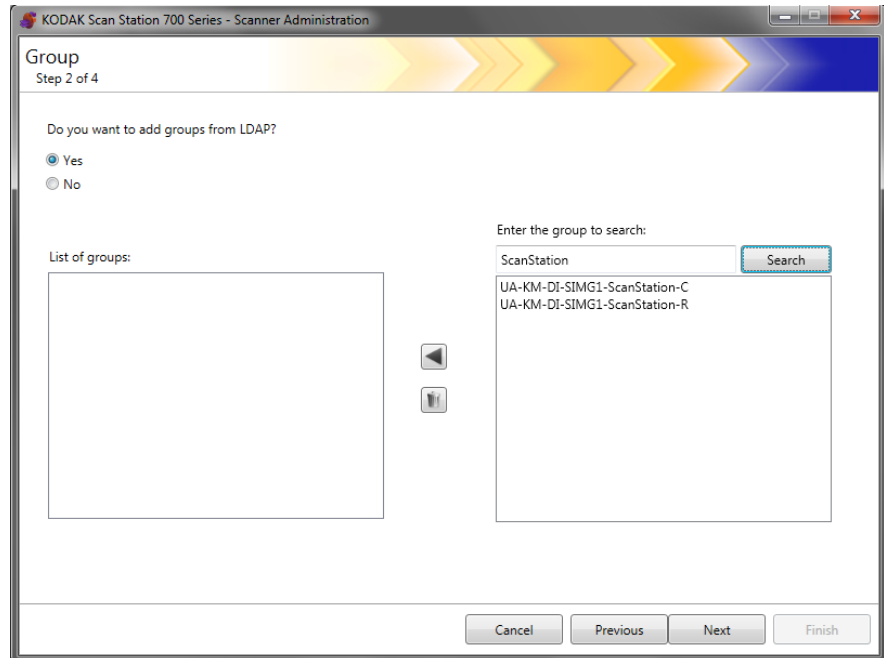 KODAK Scan Station 700 Series - Scanner Administration
Group
Step 2 of 4
Do you want to add groups from LDAP?
Yes
No
Enter the group to search:
List of groups:
ScanStation
Search
UA-KM-DI-SIMG1-ScanStation-C
UA-KM-DI-SIMG1-ScanStation-R
Cancel
Previous
Next
Finish